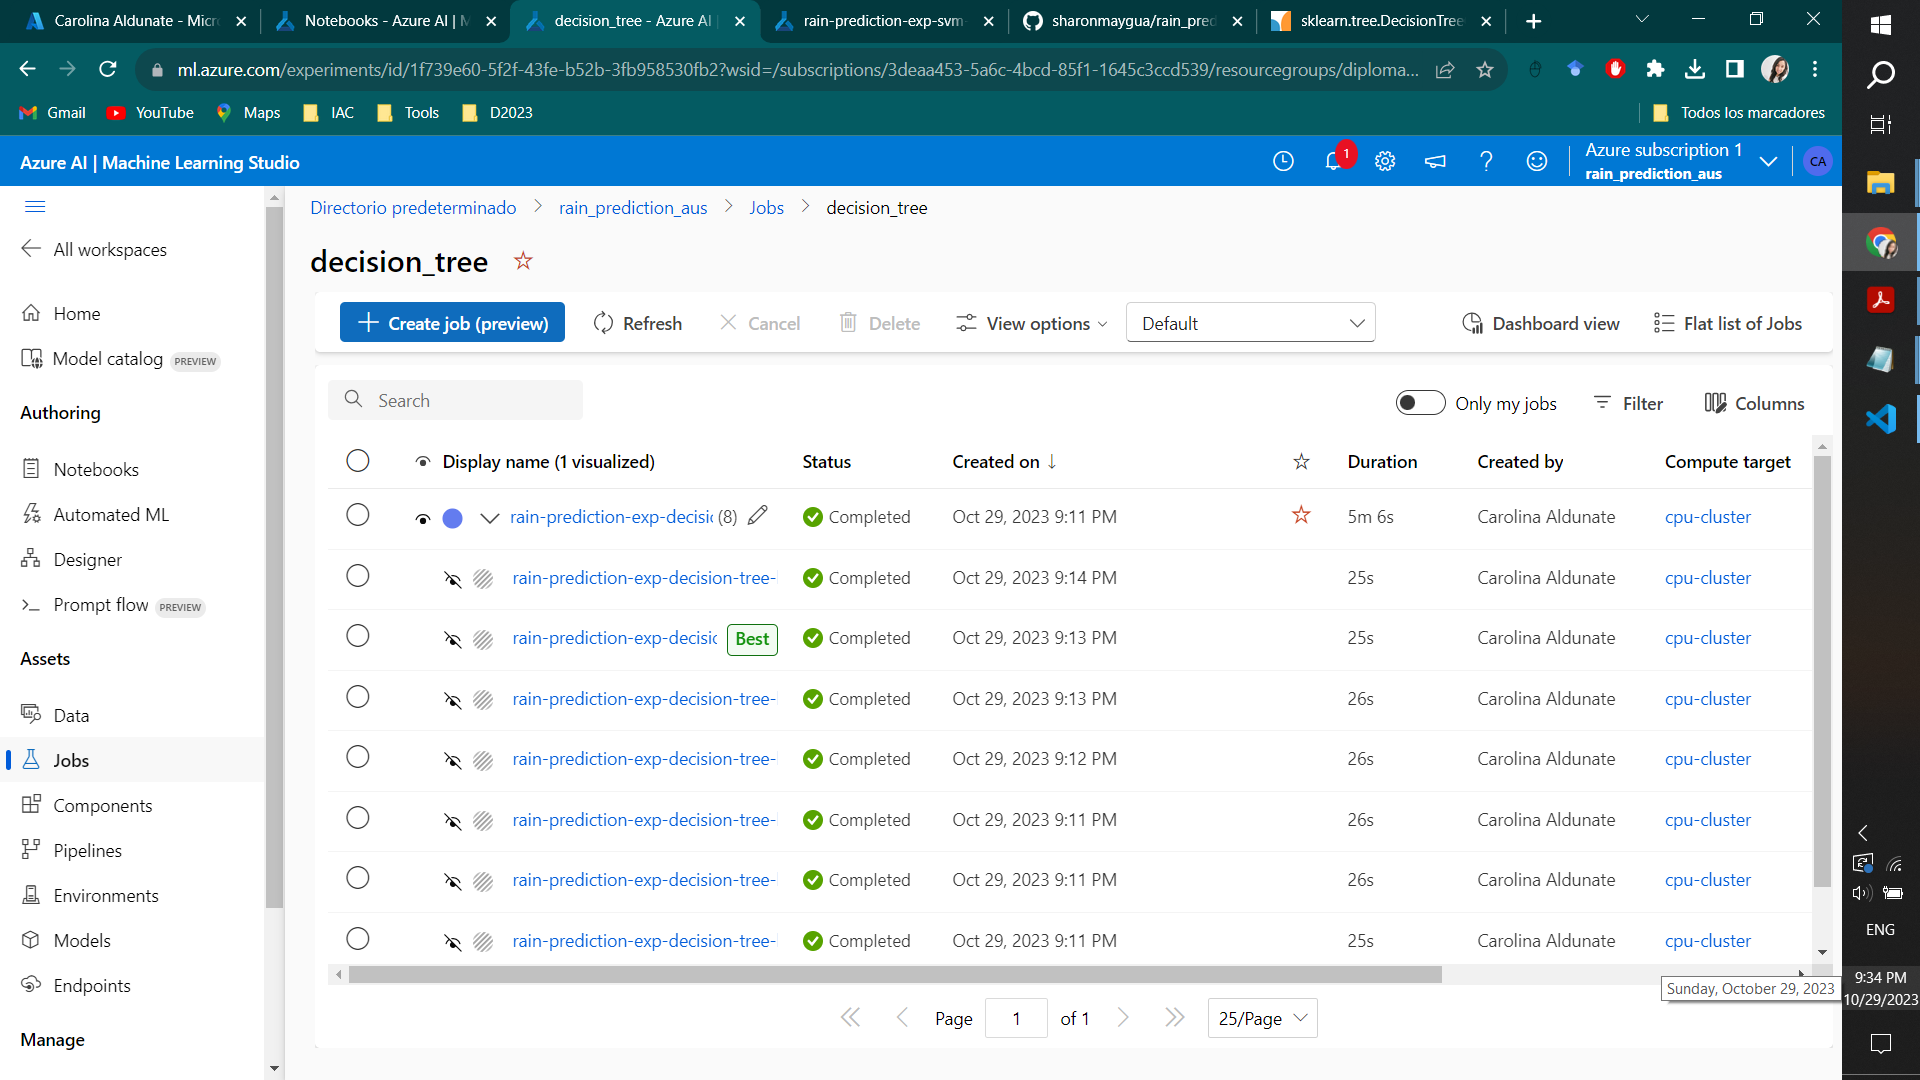 Carolina Aldunate - Micr
Notebooks - Azure AI | M
decision_tree - Azure AI |
rain-prediction-exp-svm-
sharonmaygua/rain_pred
sklearn.tree.DecisionTree
ml.azure.com/experiments/id/1f739e60-5f2f-43fe-b52b-3fb958530fb2?wsid=/subscriptions/3deaa453-5a6c-4bcd-85f1-1645c3ccd539/resourcegroups/diploma...
Gmail
YouTube
Maps
IAC
Tools
D2023
Todos los marcadores
Azure AI | Machine Learning Studio
1
Azure subscription 1
rain_prediction_aus
CA
Directorio predeterminado
rain_prediction_aus
Jobs
decision_tree
All workspaces
decision_tree
Home
Model catalog PREVIEW
Authoring
Notebooks
Automated ML
Designer
Prompt flow PREVIEW
Assets
Data
Jobs
Components
Pipelines
Environments
Models
Endpoints
Manage
Create job (preview)
Refresh
Cancel
Delete
View options
Default
Dashboard view
Flat list of Jobs
Search
Only my jobs
Filter
Columns
Display name (1 visualized) Status Created on Duration Created by Compute target
rain-prediction-exp-decisic (8) Completed Oct 29, 2023 9:11 PM 5m 6s Carolina Aldunate cpu-cluster
rain-prediction-exp-decision-tree- Completed Oct 29, 2023 9:14 PM 25s Carolina Aldunate cpu-cluster
rain-prediction-exp-decisic Best Completed Oct 29, 2023 9:13 PM 25s Carolina Aldunate cpu-cluster
rain-prediction-exp-decision-tree- Completed Oct 29, 2023 9:13 PM 26s Carolina Aldunate cpu-cluster
rain-prediction-exp-decision-tree- Completed Oct 29, 2023 9:12 PM 26s Carolina Aldunate cpu-cluster
rain-prediction-exp-decision-tree- Completed Oct 29, 2023 9:11 PM 26s Carolina Aldunate cpu-cluster
rain-prediction-exp-decision-tree- Completed Oct 29, 2023 9:11 PM 26s Carolina Aldunate cpu-cluster
rain-prediction-exp-decision-tree- Completed Oct 29, 2023 9:11 PM 25s Carolina Aldunate cpu-cluster
Page 1 of 1
25/Page
Sunday, October 29, 2023
ENG
9:34 PM
10/29/2023